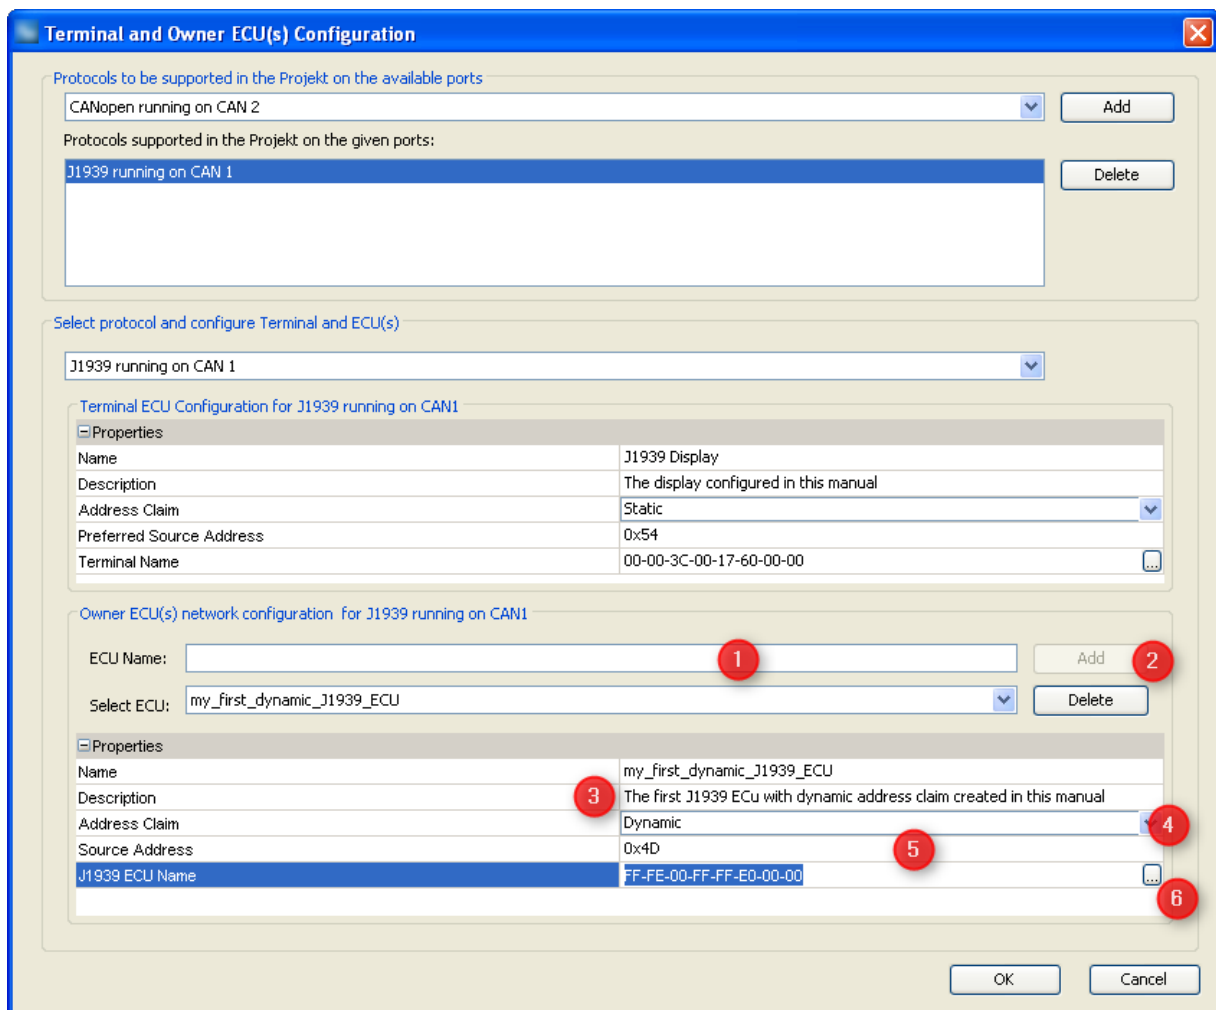 Terminal and Owner ECU(s) Configuration
Protocols to be supported in the Projekt on the available ports
CANopen running on CAN 2
Add
Protocols supported in the Projekt on the given ports:
J1939 running on CAN 1
Delete
Select protocol and configure Terminal and ECU(s)
J1939 running on CAN 1
Terminal ECU Configuration for J1939 running on CAN1
Properties
Name J1939 Display
Description The display configured in this manual
Address Claim Static
Preferred Source Address 0x54
Terminal Name 00-00-3C-00-17-60-00-00 ...
Owner ECU(s) network configuration for J1939 running on CAN1
ECU Name: 1 Add 2
Select ECU: my_first_dynamic_J1939_ECU Delete
Properties
Name my_first_dynamic_J1939_ECU
Description 3 The first J1939 ECu with dynamic address claim created in this manual
Address Claim Dynamic 4
Source Address 0x4D 5
J1939 ECU Name FF-FE-00-FF-FF-E0-00-00 ...
6
OK Cancel